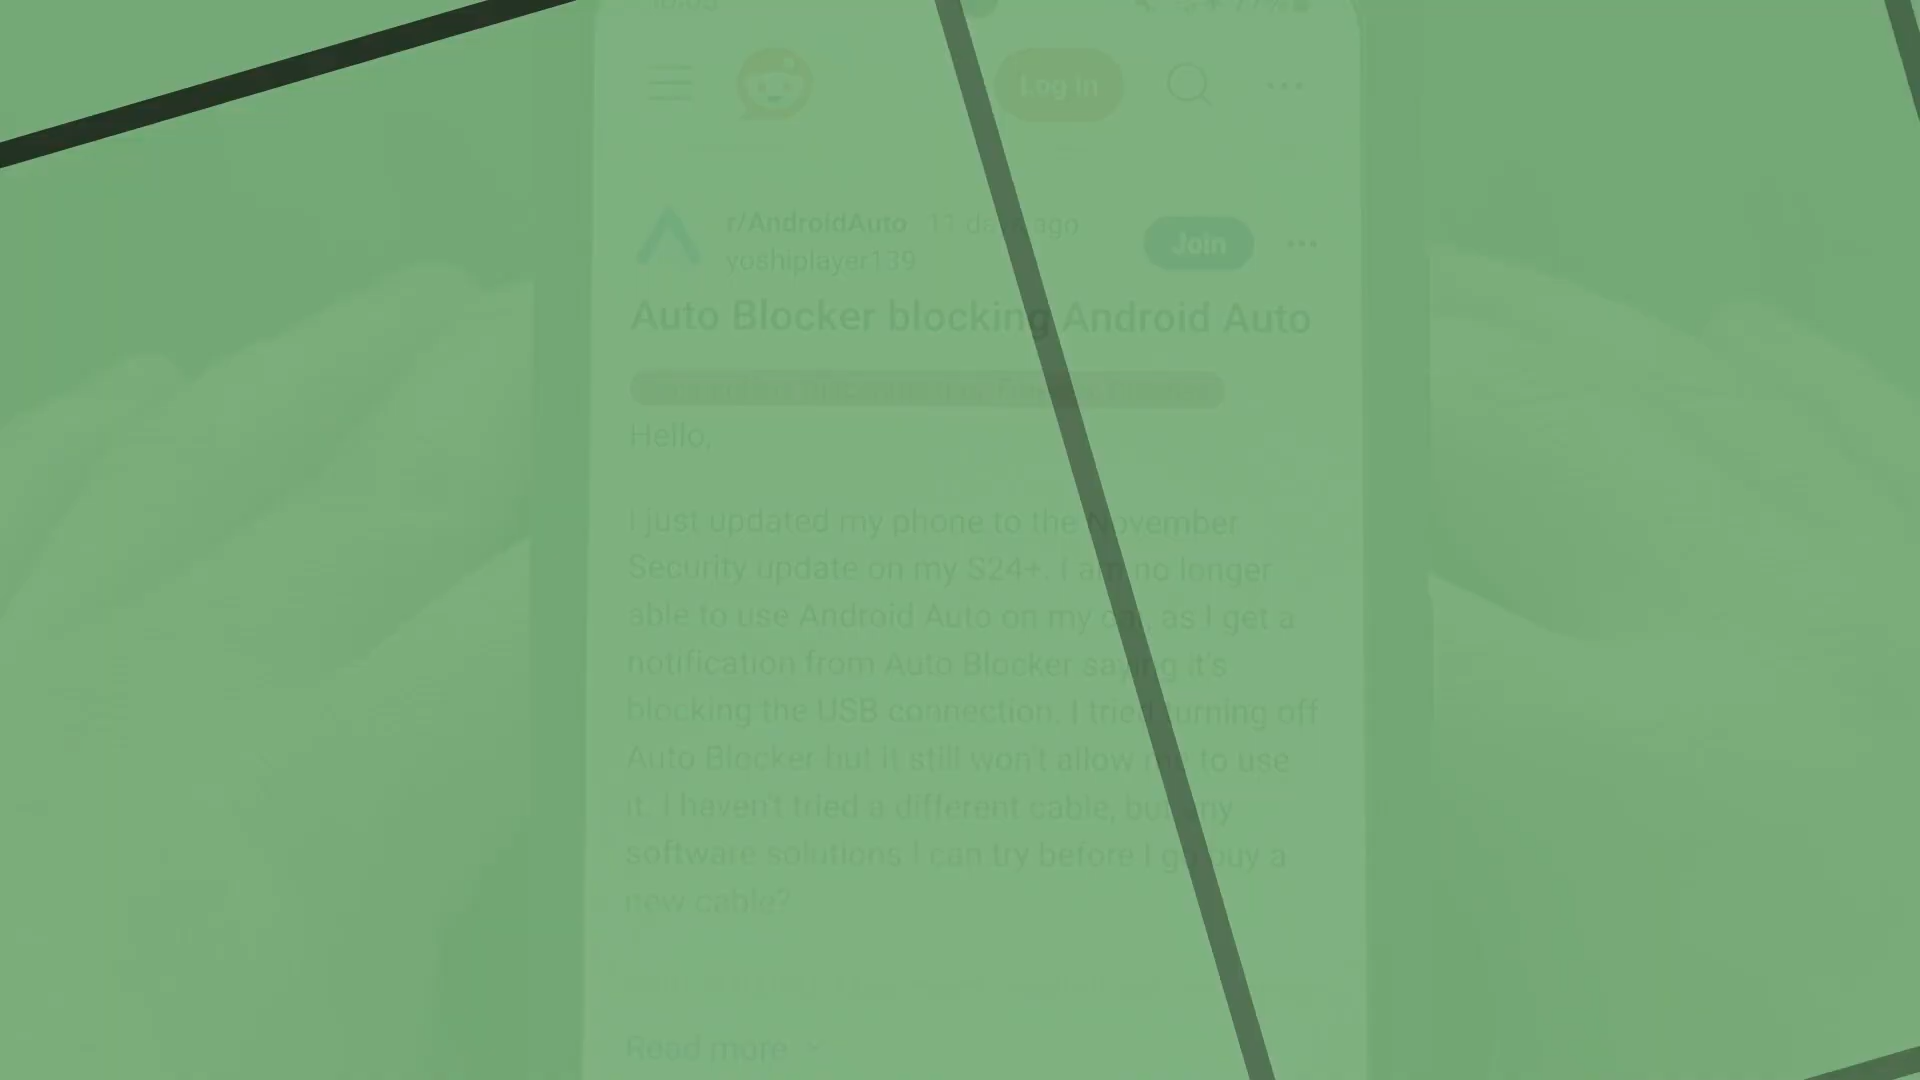 Log In
r/AndroidAuto 11 days ago
Join
yoshiplayer139
Auto Blocker blocking Android Auto
Hello,
I just updated my phone to the November
Security update on my S24+. I am no longer
able to use Android Auto on my car, as I get a
notification from Auto Blocker saying it's
blocking the USB connection. I tried turning off
Auto Blocker but it still won't allow me to use
it. I haven't tried a different cable, but any
software solutions I can try before I go buy a
new cable?
Read more